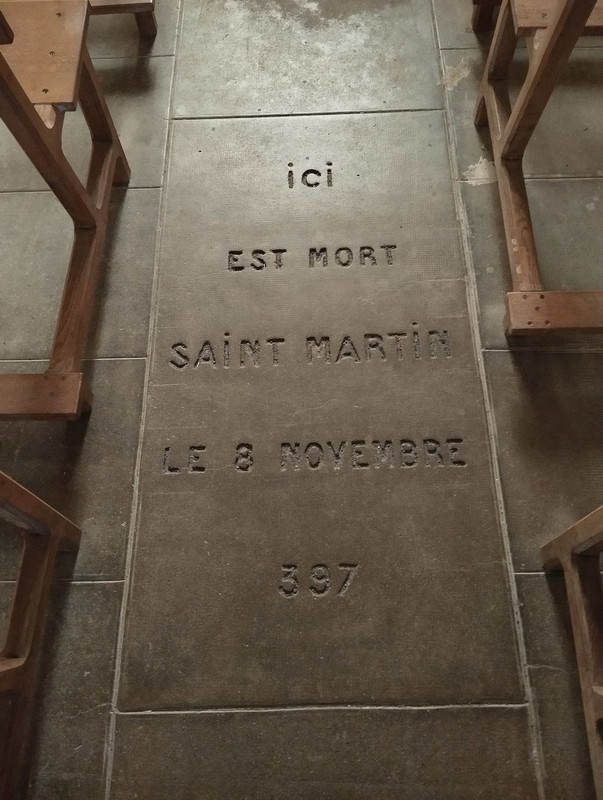 ici
EST MORT
SAiNT MARTiN
LE 8 NOVEMBRE
397